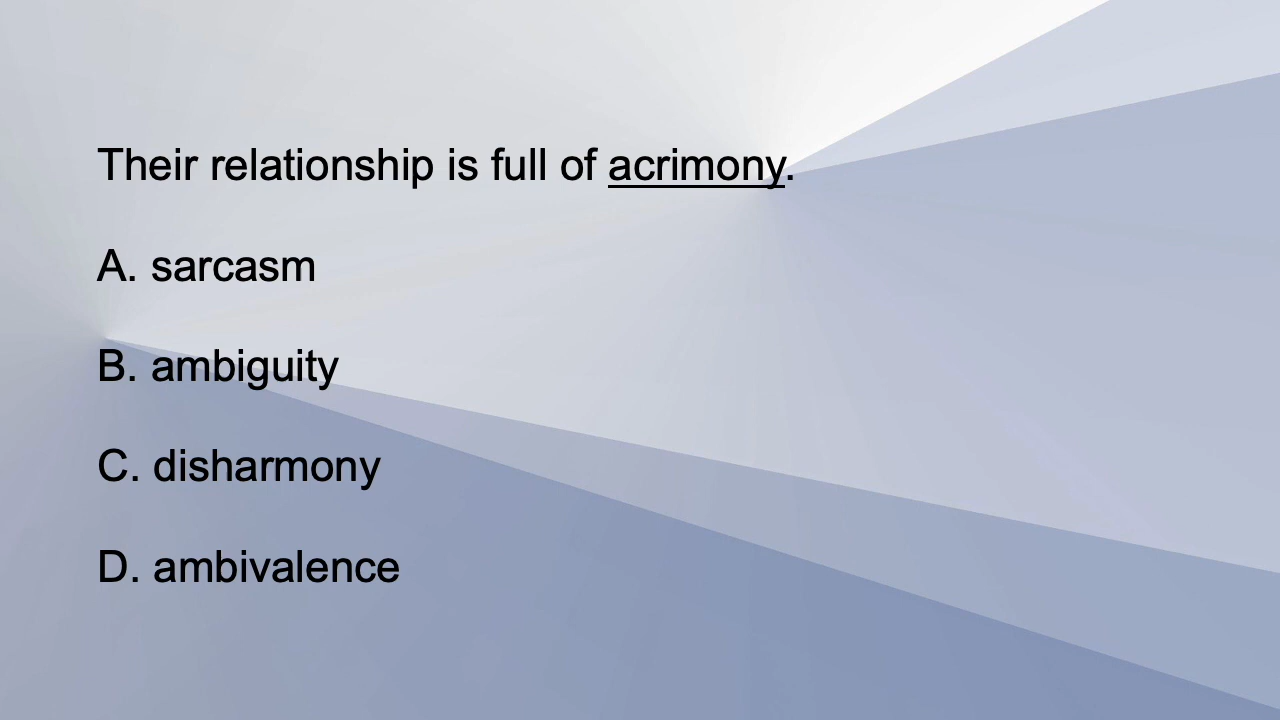 Their relationship is full of acrimony.
A. sarcasm
B. ambiguity
C. disharmony
D. ambivalence